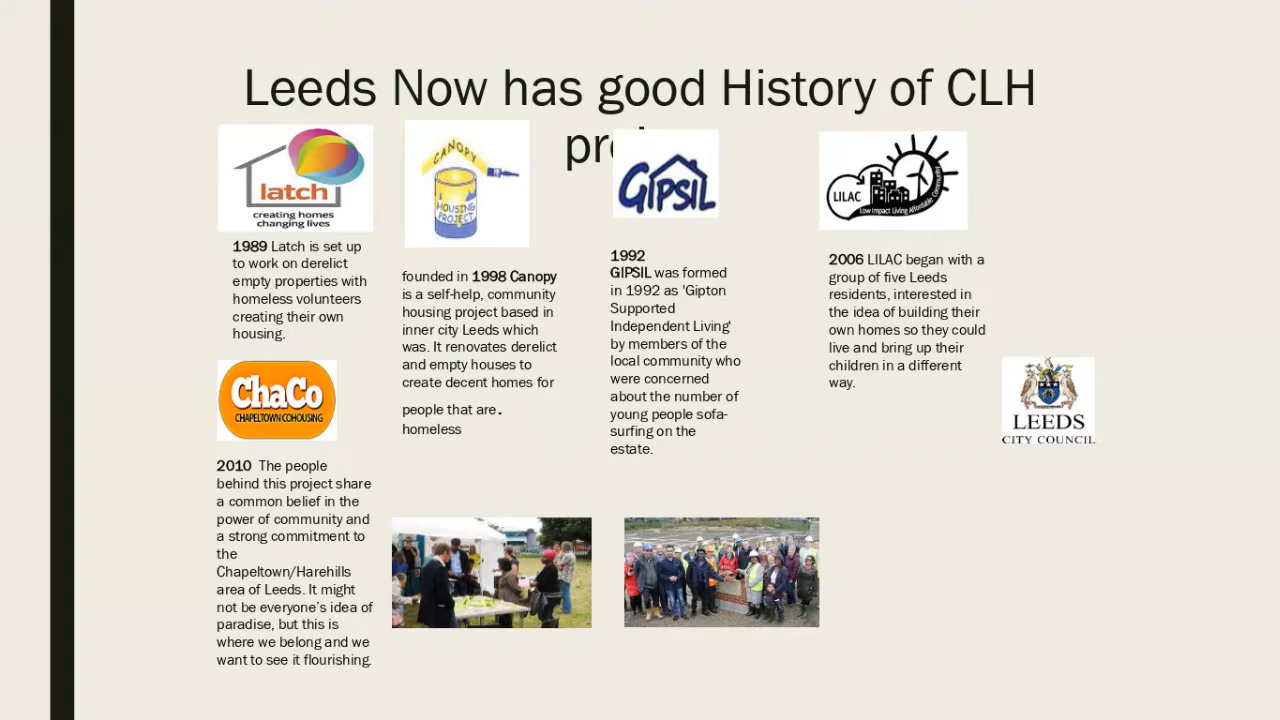 Leeds Now has good History of CLH
latch
creating homes
changing lives
1989 Latch is set up
to work on derelict
empty properties with
homeless volunteers
creating their own
housing.
CANOPY
HOUSING
PROJECT
founded in 1998 Canopy
is a self-help, community
housing project based in
inner city Leeds which
was. It renovates derelict
and empty houses to
create decent homes for
people that are.
homeless
GIPSIL
1992
GIPSIL was formed
in 1992 as 'Gipton
Supported
Independent Living'
by members of the
local community who
were concerned
about the number of
young people sofa-
surfing on the
estate.
LILAC
Low Impact Living Affordable Community
2006 LILAC began with a
group of five Leeds
residents, interested in
the idea of building their
own homes so they could
live and bring up their
children in a different
way.
LEEDS
CITY COUNCIL
ChaCo
CHAPELTOWN COHOUSING
2010 The people
behind this project share
a common belief in the
power of community and
a strong commitment to
the
Chapeltown/Harehills
area of Leeds. It might
not be everyone’s idea of
paradise, but this is
where we belong and we
want to see it flourishing.